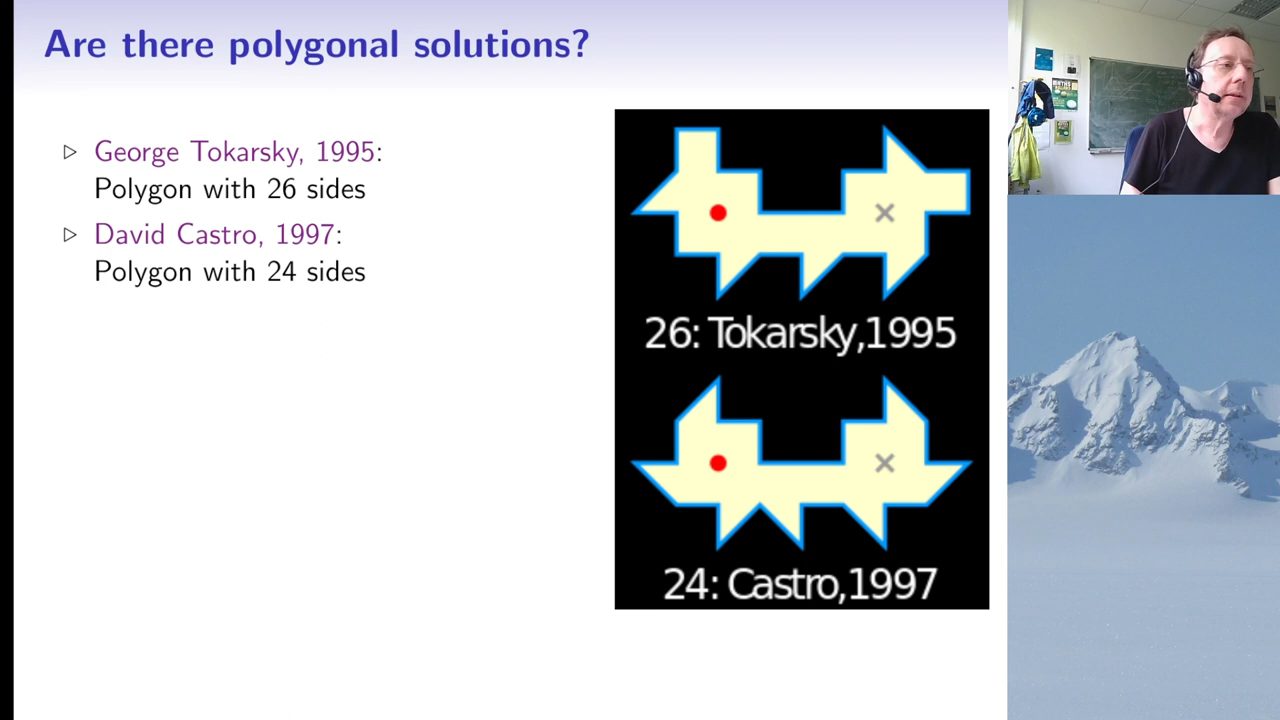 Are there polygonal solutions?
▷ George Tokarsky, 1995:
Polygon with 26 sides
▷ David Castro, 1997:
Polygon with 24 sides
26: Tokarsky,1995
24: Castro,1997